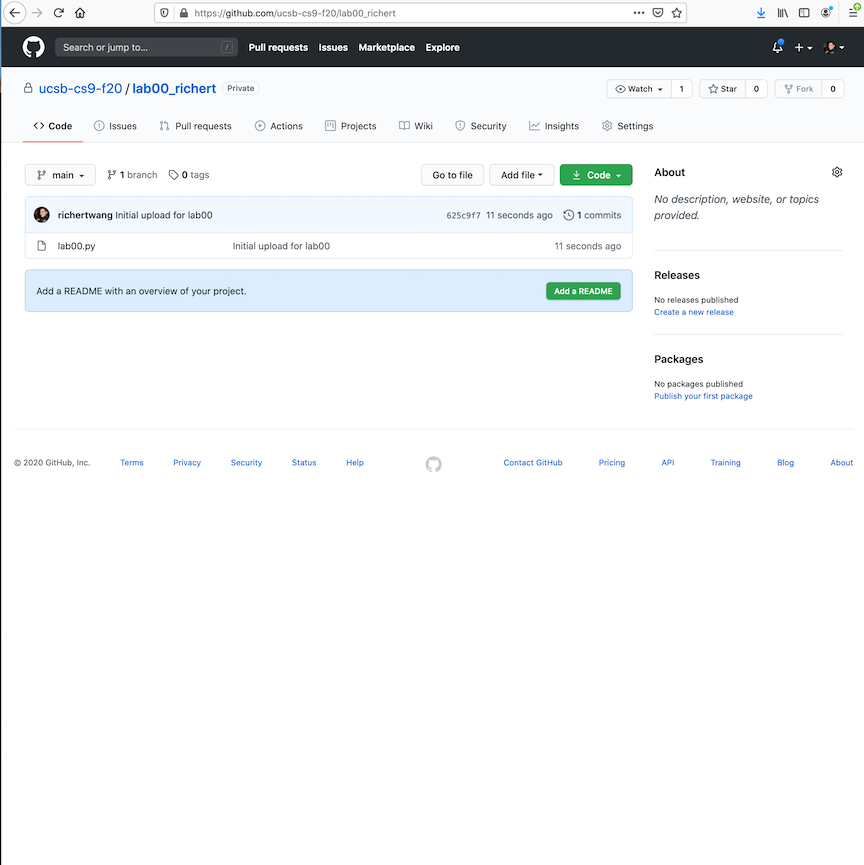 https://github.com/ucsb-cs9-f20/lab00_richert
Search or jump to... / Pull requests Issues Marketplace Explore
ucsb-cs9-f20 / lab00_richert Private Watch 1 Star 0 Fork 0
Code Issues Pull requests Actions Projects Wiki Security Insights Settings
main 1 branch 0 tags Go to file Add file Code
richertwang Initial upload for lab00 625c9f7 11 seconds ago 1 commits
lab00.py Initial upload for lab00 11 seconds ago
Add a README with an overview of your project. Add a README
About
No description, website, or topics
provided.
Releases
No releases published
Create a new release
Packages
No packages published
Publish your first package
© 2020 GitHub, Inc. Terms Privacy Security Status Help Contact GitHub Pricing API Training Blog About